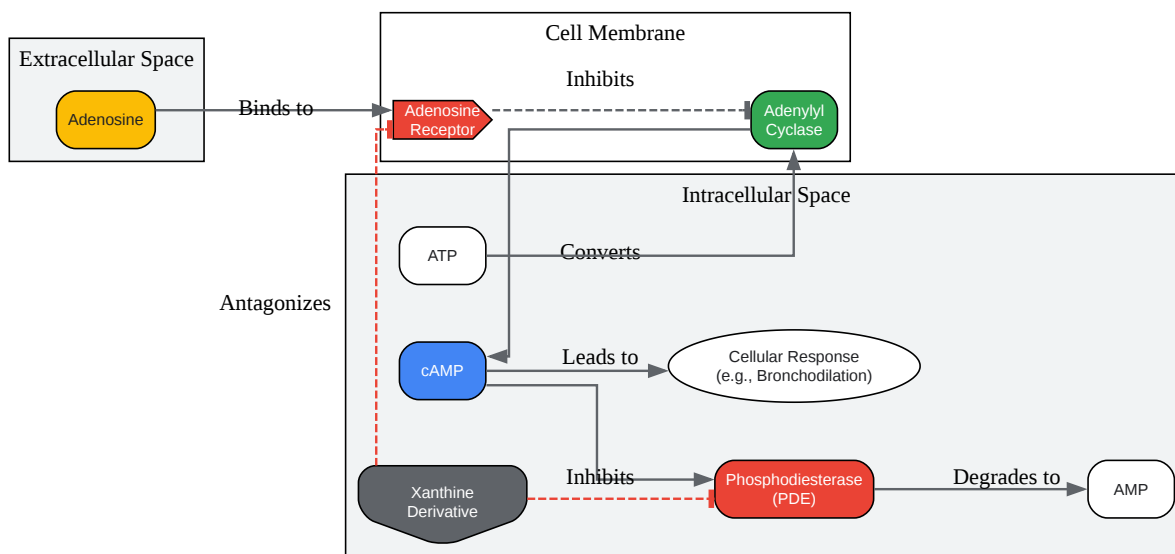 Cell Membrane
Extracellular Space
Inhibits
Adenosine
Binds to
Adenosine
Receptor
Adenylyl
Cyclase
Intracellular Space
ATP
Converts
Antagonizes
cAMP
Leads to
Cellular Response
(e.g., Bronchodilation)
Xanthine
Derivative
Inhibits
Phosphodiesterase
(PDE)
Degrades to
AMP